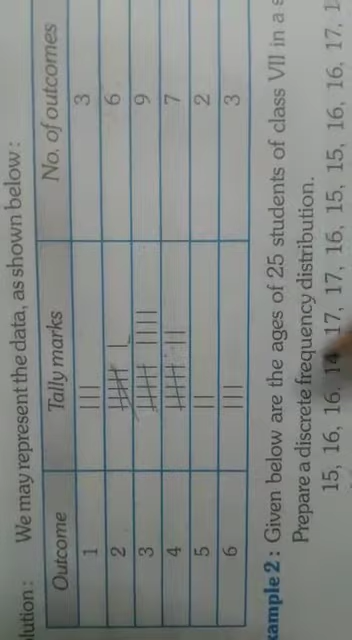 lution : We may represent the data, as shown below :
Outcome Tally marks No. of outcomes
1 ||| 3
2 |||| | 6
3 |||| |||| 9
4 |||| || 7
5 || 2
6 ||| 3
xample 2 : Given below are the ages of 25 students of class VII in a s
Prepare a discrete frequency distribution.
15, 16, 16, 14, 17, 17, 16, 15, 15, 16, 16, 17, 1